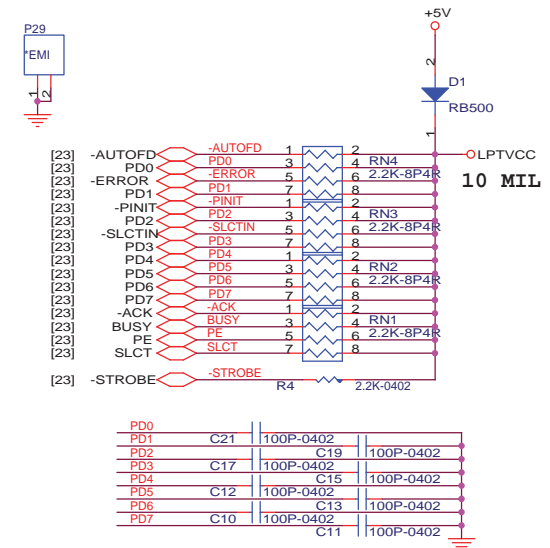 +5V
P29
*EMI
1 2
2
D1
RB500
1
LPTVCC
10 MIL
[23] -AUTOFD -AUTOFD 1 2
[23] PD0 PD0 3 4 RN4
[23] -ERROR -ERROR 5 6 2.2K-8P4R
[23] PD1 PD1 7 8
[23] -PINIT -PINIT 1 2
[23] PD2 PD2 3 4 RN3
[23] -SLCTIN -SLCTIN 5 6 2.2K-8P4R
[23] PD3 PD3 7 8
[23] PD4 PD4 1 2
[23] PD5 PD5 3 4 RN2
[23] PD6 PD6 5 6 2.2K-8P4R
[23] PD7 PD7 7 8
[23] -ACK -ACK 1 2
[23] BUSY BUSY 3 4 RN1
[23] PE PE 5 6 2.2K-8P4R
[23] SLCT SLCT 7 8
[23] -STROBE -STROBE R4 2.2K-0402
PD0
PD1 C21 100P-0402
PD2 C19 100P-0402
PD3 C17 100P-0402
PD4 C15 100P-0402
PD5 C12 100P-0402
PD6 C13 100P-0402
PD7 C10 100P-0402
C11 100P-0402